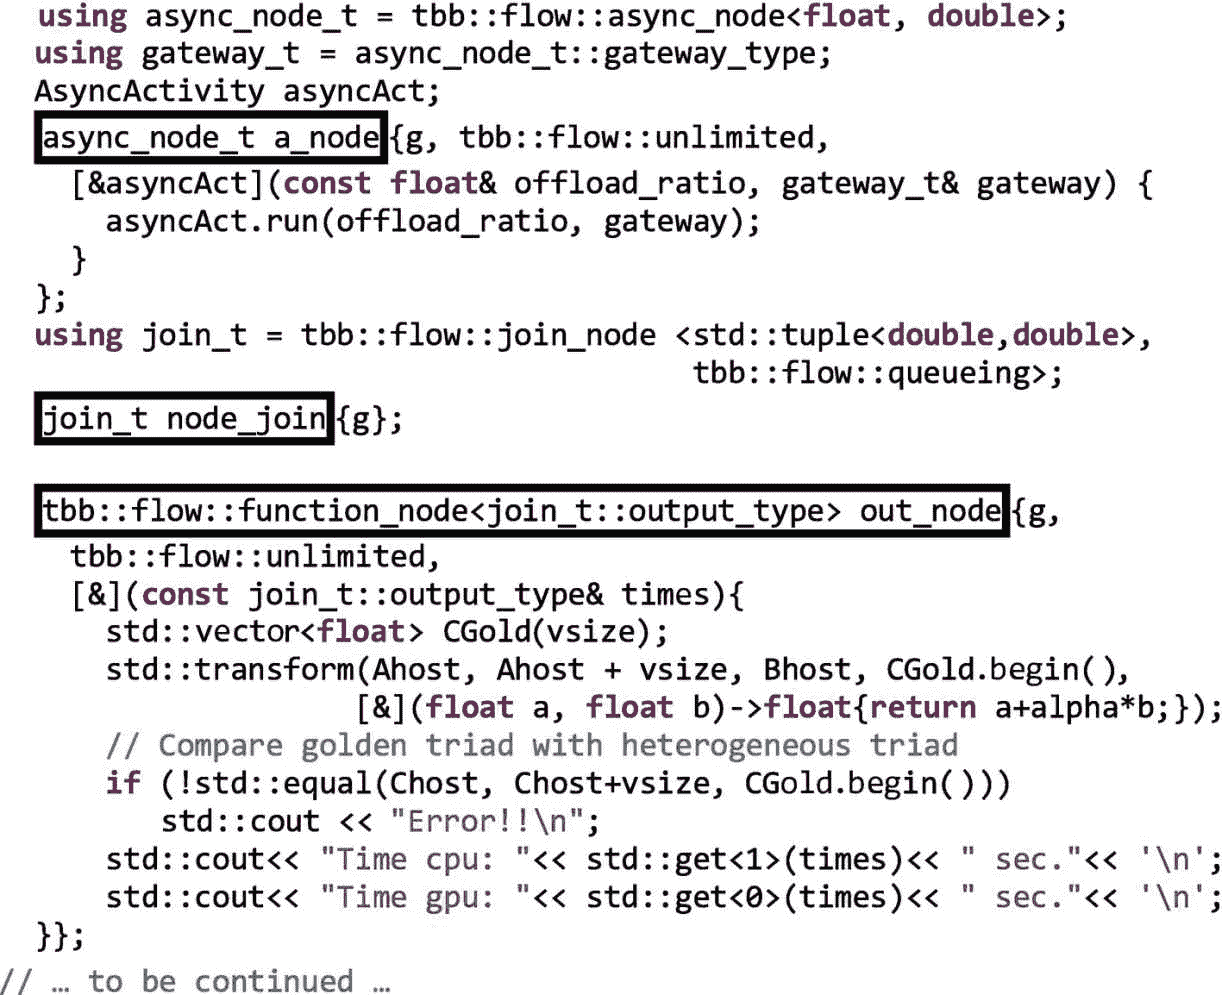 using async_node_t = tbb::flow::async_node<float, double>;
using gateway_t = async_node_t::gateway_type;
AsyncActivity asyncAct;
async_node_t a_node{g, tbb::flow::unlimited,
  [&asyncAct](const float& offload_ratio, gateway_t& gateway) {
    asyncAct.run(offload_ratio, gateway);
  }
};
using join_t = tbb::flow::join_node <std::tuple<double,double>,
                                     tbb::flow::queueing>;
join_t node_join{g};
tbb::flow::function_node<join_t::output_type> out_node{g,
  tbb::flow::unlimited,
  [&](const join_t::output_type& times){
    std::vector<float> CGold(vsize);
    std::transform(Ahost, Ahost + vsize, Bhost, CGold.begin(),
                  [&](float a, float b)->float{return a+alpha*b;});
    // Compare golden triad with heterogeneous triad
    if (!std::equal(Chost, Chost+vsize, CGold.begin()))
       std::cout << "Error!!\n";
    std::cout<< "Time cpu: "<< std::get<1>(times)<< " sec."<< '\n';
    std::cout<< "Time gpu: "<< std::get<0>(times)<< " sec."<< '\n';
}};
// … to be continued …